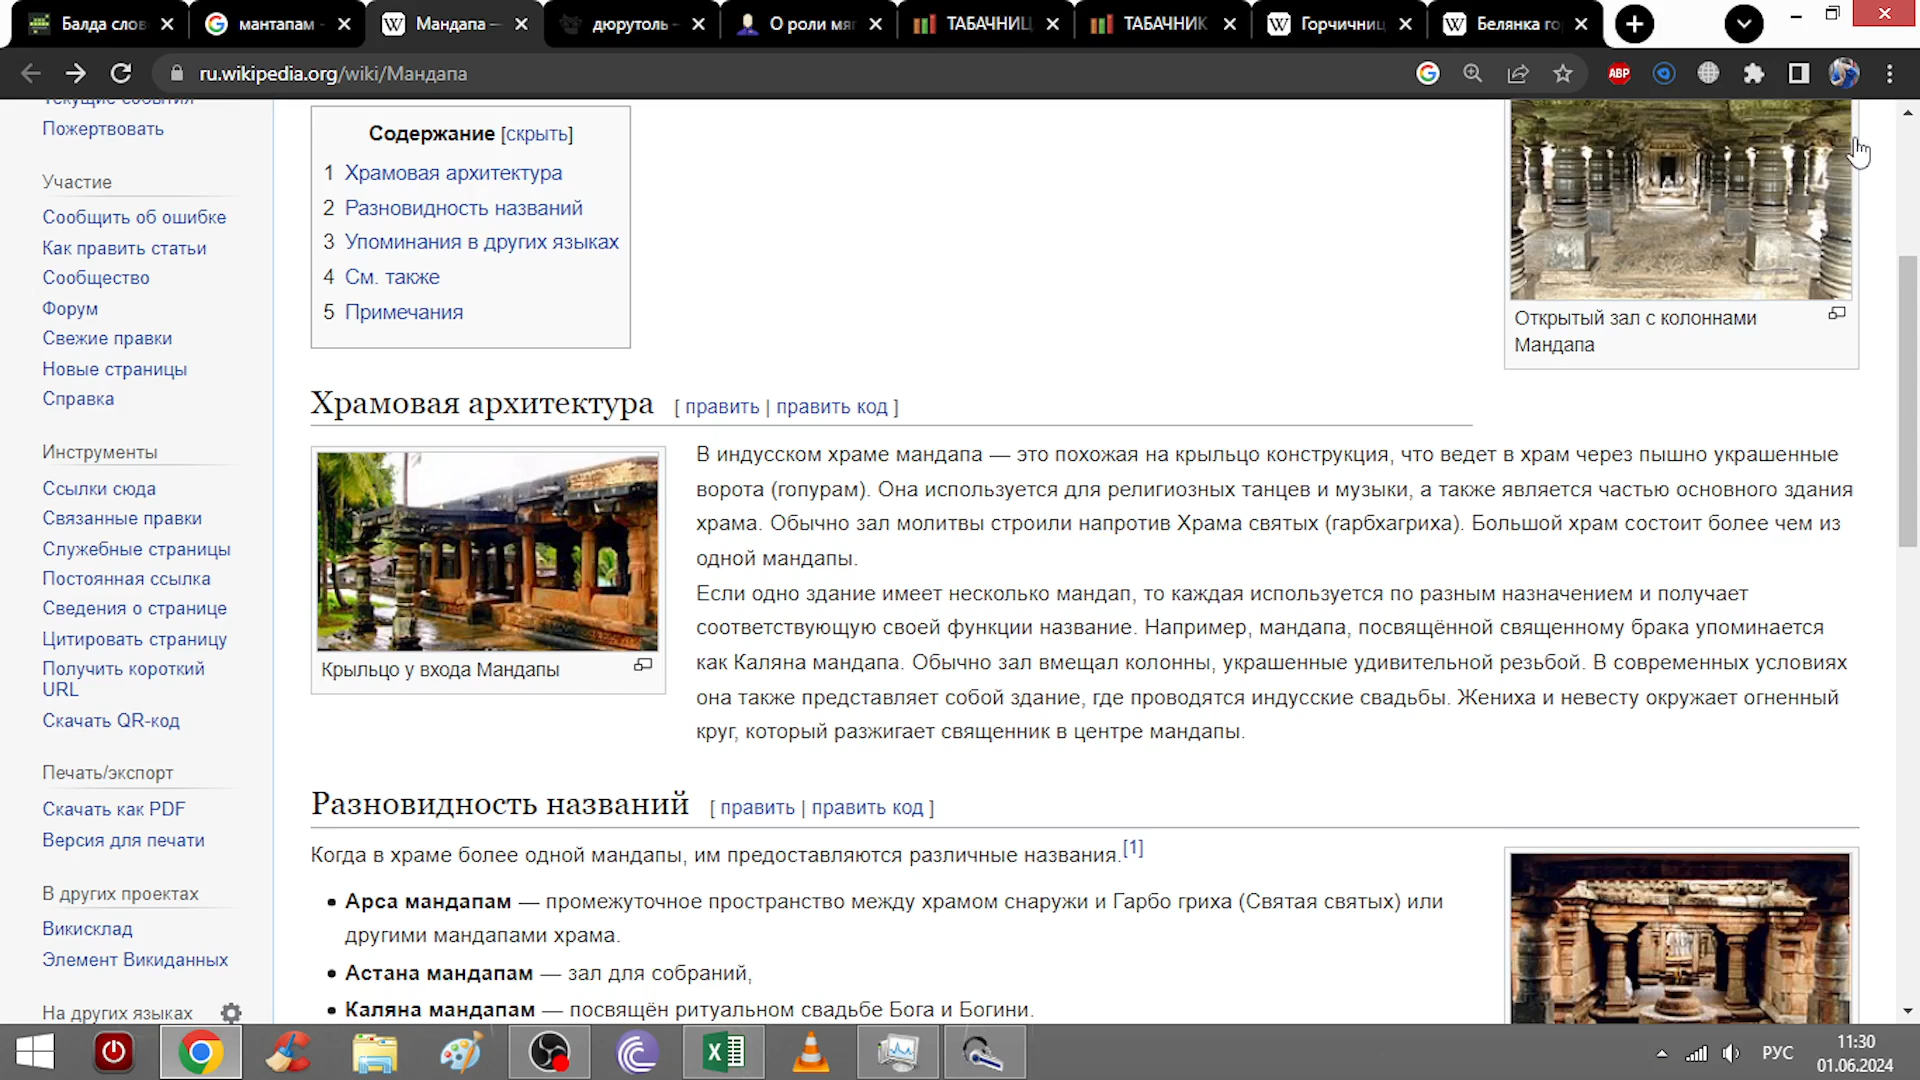 Балда слов
мантапам -
Мандапа —
дюрутоль -
О роли мяг
ТАБАЧНИЦ
ТАБАЧНИК
Горчичниц
Белянка го
ru.wikipedia.org/wiki/Мандапа
ABP
Текущие события
Пожертвовать
Участие
Сообщить об ошибке
Как править статьи
Сообщество
Форум
Свежие правки
Новые страницы
Справка
Инструменты
Ссылки сюда
Связанные правки
Служебные страницы
Постоянная ссылка
Сведения о странице
Цитировать страницу
Получить короткий
URL
Скачать QR-код
Печать/экспорт
Скачать как PDF
Версия для печати
В других проектах
Викисклад
Элемент Викиданных
На других языках
Содержание [скрыть]
1 Храмовая архитектура
2 Разновидность названий
3 Упоминания в других языках
4 См. также
5 Примечания
Открытый зал с колоннами
Мандапа
Храмовая архитектура [ править | править код ]
Крыльцо у входа Мандапы
В индусском храме мандапа — это похожая на крыльцо конструкция, что ведет в храм через пышно украшенные
ворота (гопурам). Она используется для религиозных танцев и музыки, а также является частью основного здания
храма. Обычно зал молитвы строили напротив Храма святых (гарбхагриха). Большой храм состоит более чем из
одной мандапы.
Если одно здание имеет несколько мандап, то каждая используется по разным назначением и получает
соответствующую своей функции название. Например, мандапа, посвящённой священному брака упоминается
как Каляна мандапа. Обычно зал вмещал колонны, украшенные удивительной резьбой. В современных условиях
она также представляет собой здание, где проводятся индусские свадьбы. Жениха и невесту окружает огненный
круг, который разжигает священник в центре мандапы.
Разновидность названий [ править | править код ]
Когда в храме более одной мандапы, им предоставляются различные названия.[1]
• Арса мандапам — промежуточное пространство между храмом снаружи и Гарбо гриха (Святая святых) или
другими мандапами храма.
• Астана мандапам — зал для собраний,
• Каляна мандапам — посвящён ритуальном свадьбе Бога и Богини.
РУС
11:30
01.06.2024